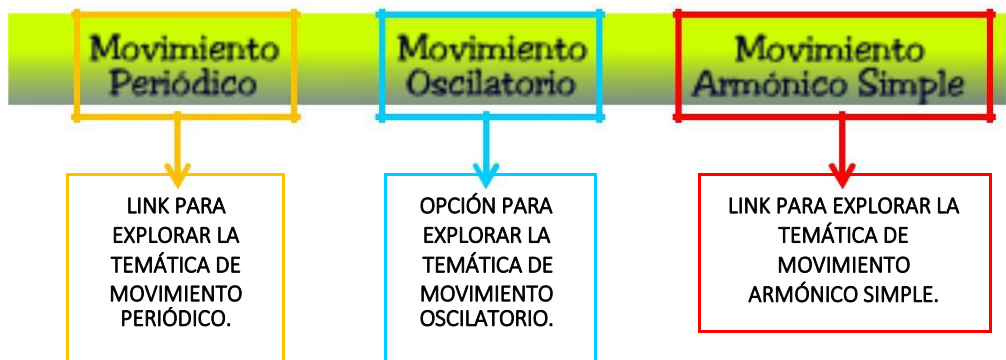 Movimiento
Periódico
Movimiento
Oscilatorio
Movimiento
Armónico Simple
LINK PARA
EXPLORAR LA
TEMÁTICA DE
MOVIMIENTO
PERIÓDICO.
OPCIÓN PARA
EXPLORAR LA
TEMÁTICA DE
MOVIMIENTO
OSCILATORIO.
LINK PARA EXPLORAR LA
TEMÁTICA DE
MOVIMIENTO
ARMÓNICO SIMPLE.